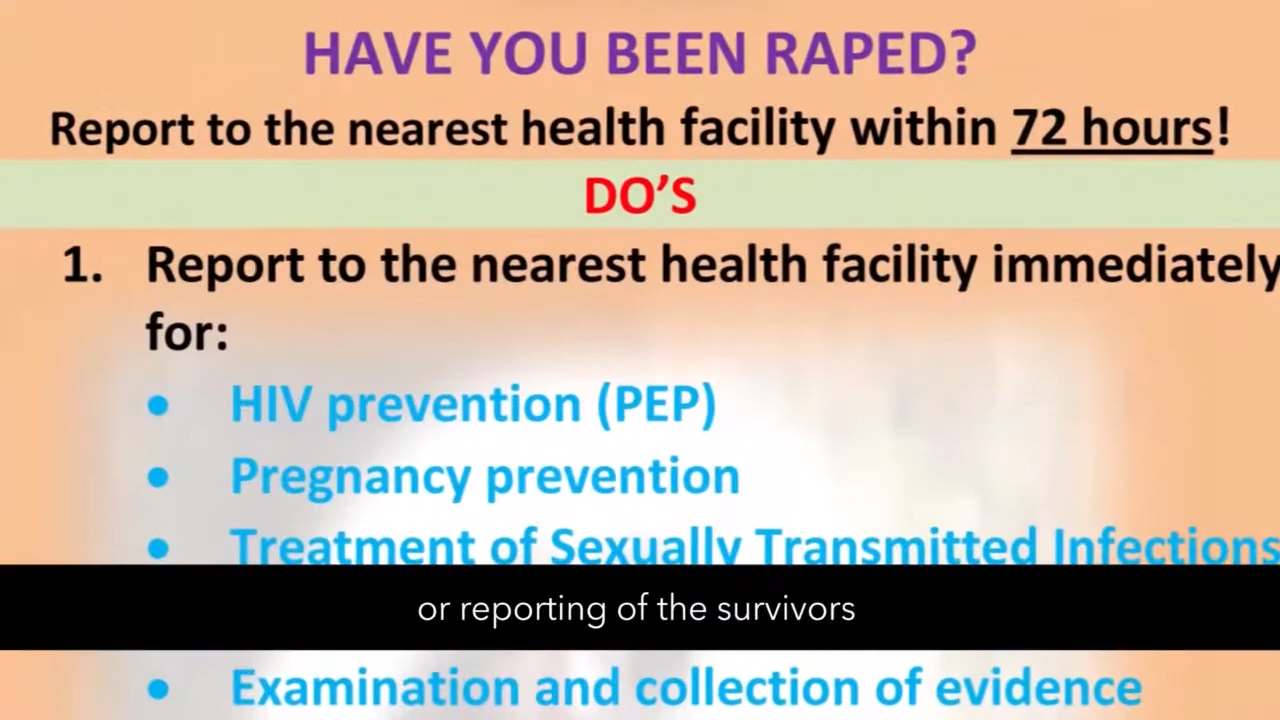 HAVE YOU BEEN RAPED?
Report to the nearest health facility within 72 hours!
DO’S
1. Report to the nearest health facility immediately
for:
• HIV prevention (PEP)
• Pregnancy prevention
• Treatment of Sexually Transmitted Infections
or reporting of the survivors
• Examination and collection of evidence